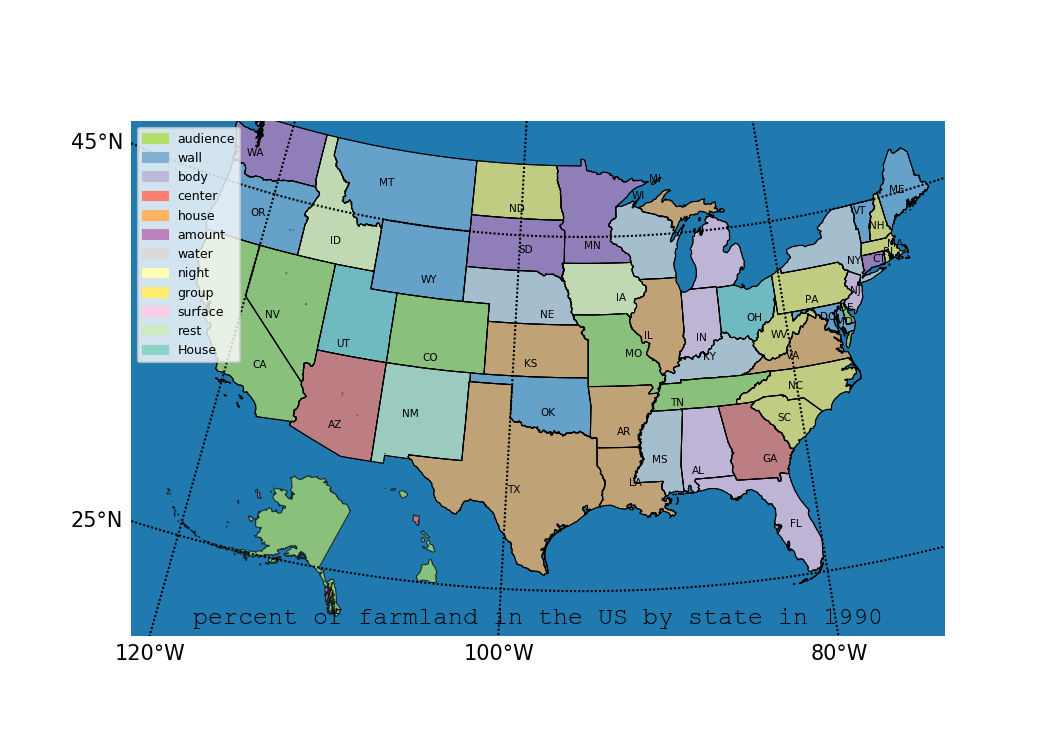 45°N
25°N
120°W
100°W
80°W
audience
wall
body
center
house
amount
water
night
group
surface
rest
House
WA
MT
ND
MN
WI
MI
ME
VT
NH
MA
OR
ID
SD
WY
NY
CT
NV
UT
CO
NE
IA
IL
IN
OH
PA
NJ
DE
MD
DC
WV
VA
KY
CA
KS
MO
AZ
NM
OK
AR
TN
NC
SC
MS
AL
GA
TX
LA
FL
percent of farmland in the US by state in 1990